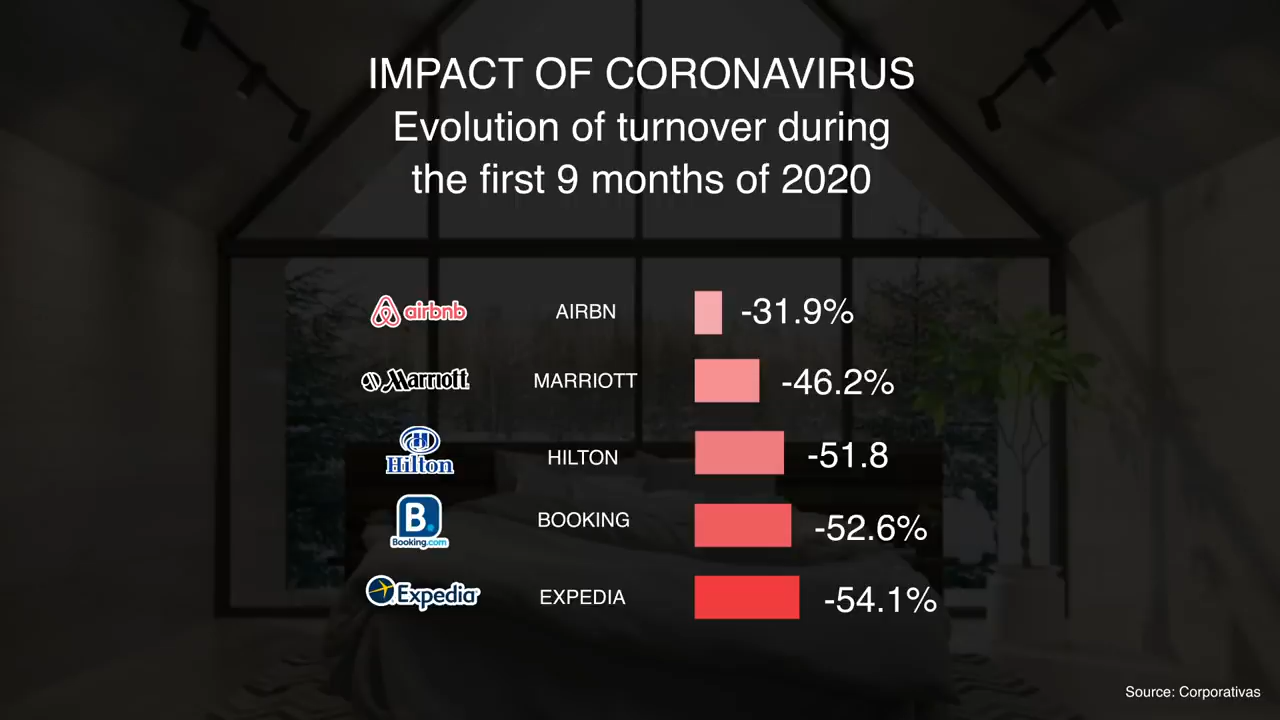 IMPACT OF CORONAVIRUS
Evolution of turnover during
the first 9 months of 2020
airbnb AIRBN -31.9%
Marriott MARRIOTT -46.2%
H
Hilton HILTON -51.8
B.
Booking.com BOOKING -52.6%
Expedia EXPEDIA -54.1%
Source: Corporativas